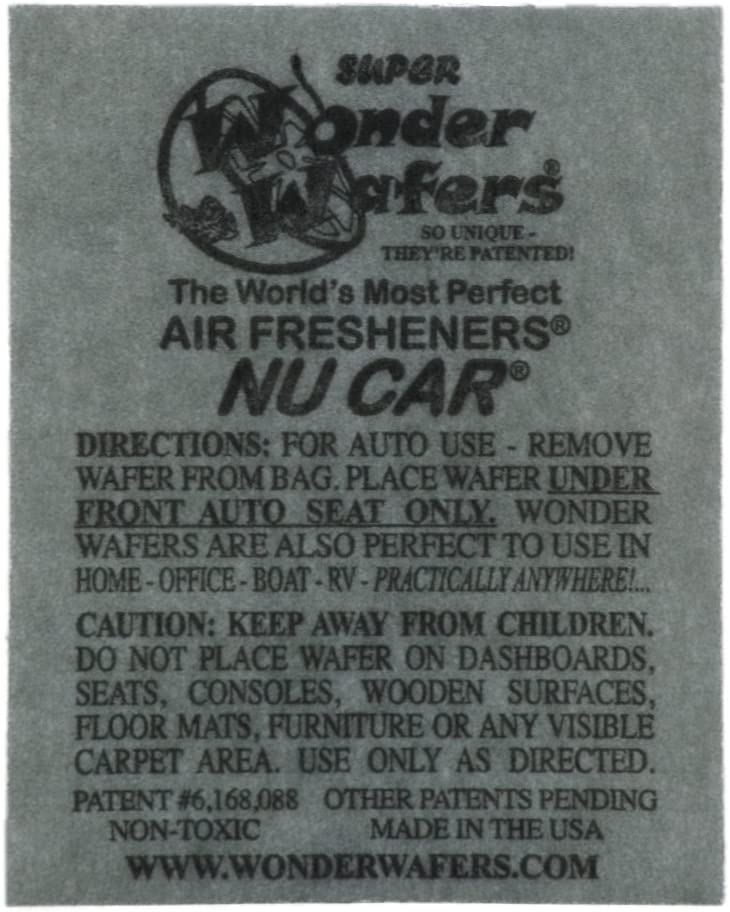 SUPER
Wonder
Wafers®
SO UNIQUE -
THEY'RE PATENTED!
The World's Most Perfect
AIR FRESHENERS®
NU CAR®
DIRECTIONS: FOR AUTO USE - REMOVE
WAFER FROM BAG. PLACE WAFER UNDER
FRONT AUTO SEAT ONLY. WONDER
WAFERS ARE ALSO PERFECT TO USE IN
HOME - OFFICE - BOAT - RV - PRACTICALLY ANYWHERE!...
CAUTION: KEEP AWAY FROM CHILDREN.
DO NOT PLACE WAFER ON DASHBOARDS,
SEATS, CONSOLES, WOODEN SURFACES,
FLOOR MATS, FURNITURE OR ANY VISIBLE
CARPET AREA. USE ONLY AS DIRECTED.
PATENT #6,168,088 OTHER PATENTS PENDING
NON-TOXIC MADE IN THE USA
WWW.WONDERWAFERS.COM